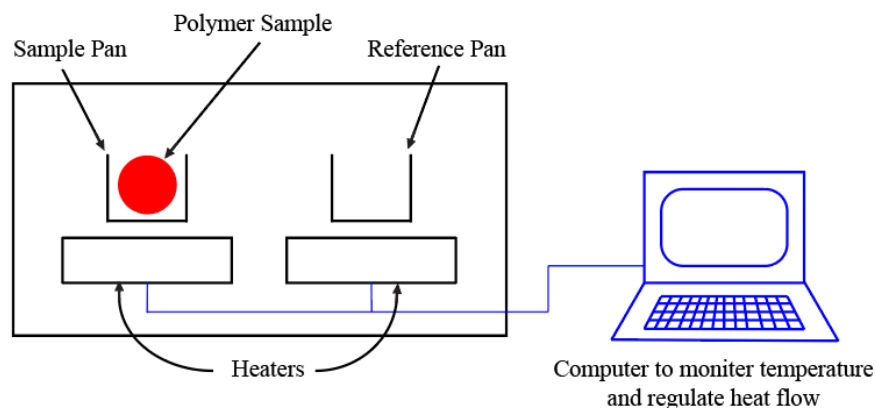 Polymer Sample
Sample Pan
Reference Pan
Heaters
Computer to moniter temperature
and regulate heat flow